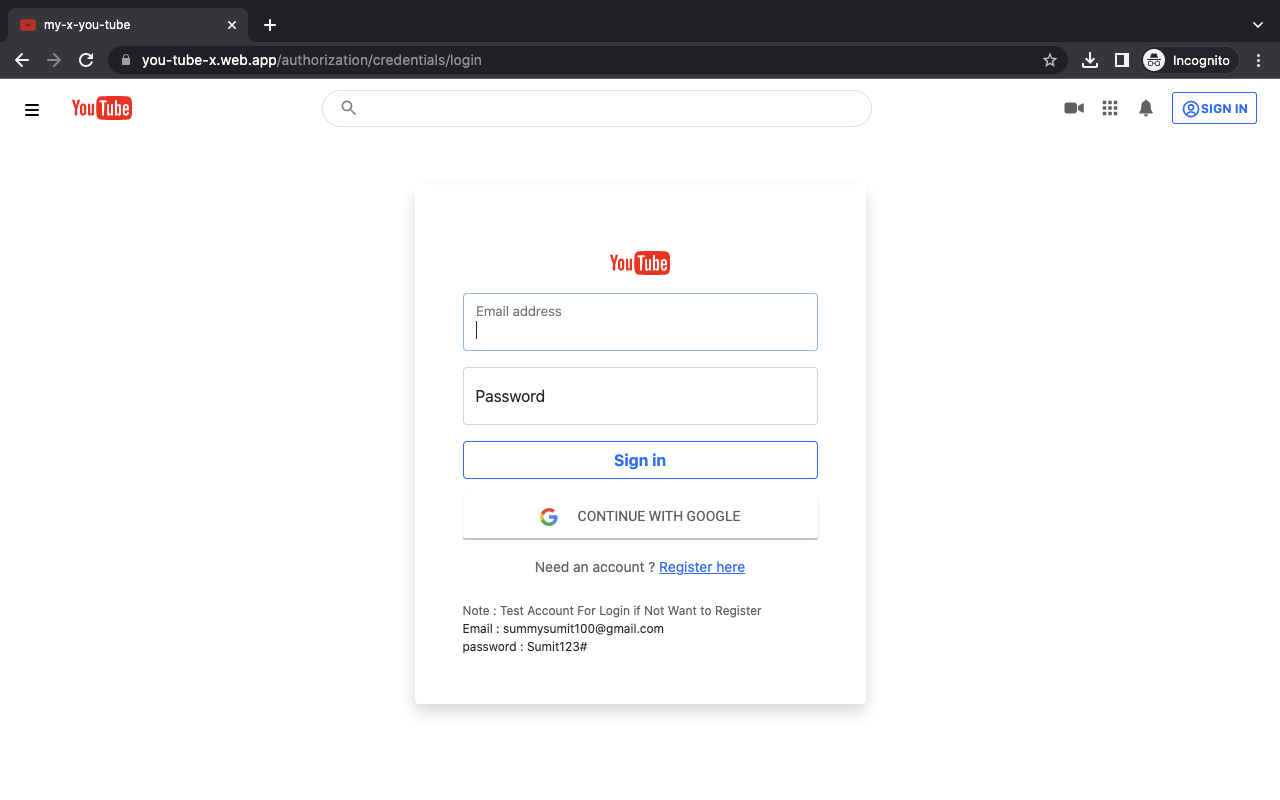 my-x-you-tube
you-tube-x.web.app/authorization/credentials/login
Incognito
YouTube
SIGN IN
YouTube
Email address
Password
Sign in
CONTINUE WITH GOOGLE
Need an account ? Register here
Note : Test Account For Login if Not Want to Register
Email : summysumit100@gmail.com
password : Sumit123#